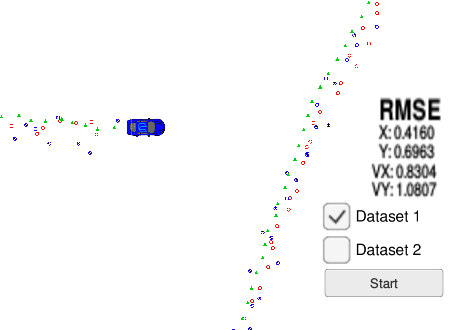 RMSE
X: 0.4160
Y: 0.6963
VX: 0.8304
VY: 1.0807
Dataset 1
Dataset 2
Start